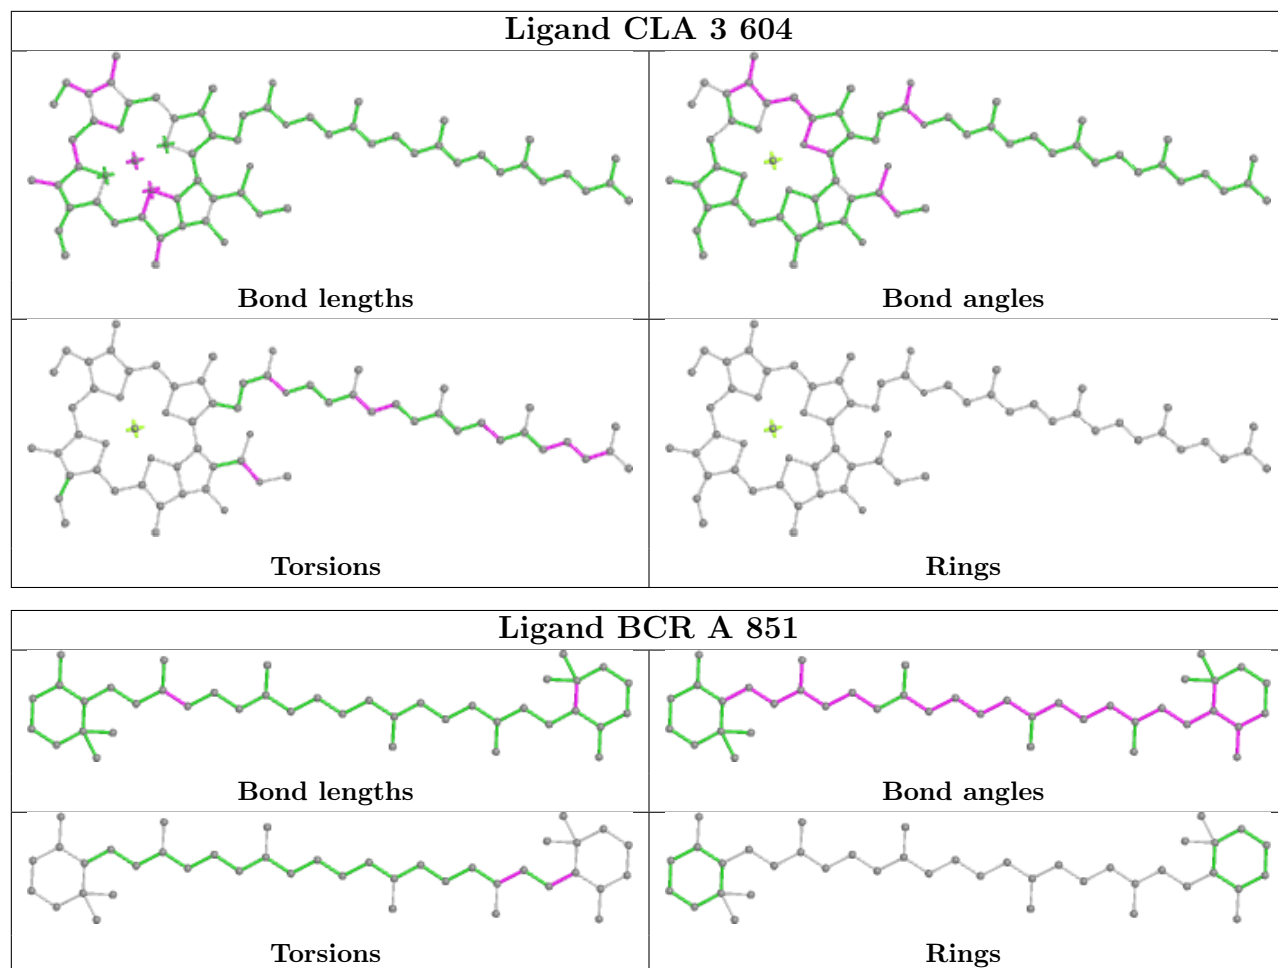 Ligand CLA 3 604
Bond lengths
Bond angles
Torsions
Rings
Ligand BCR A 851
Bond lengths
Bond angles
Torsions
Rings